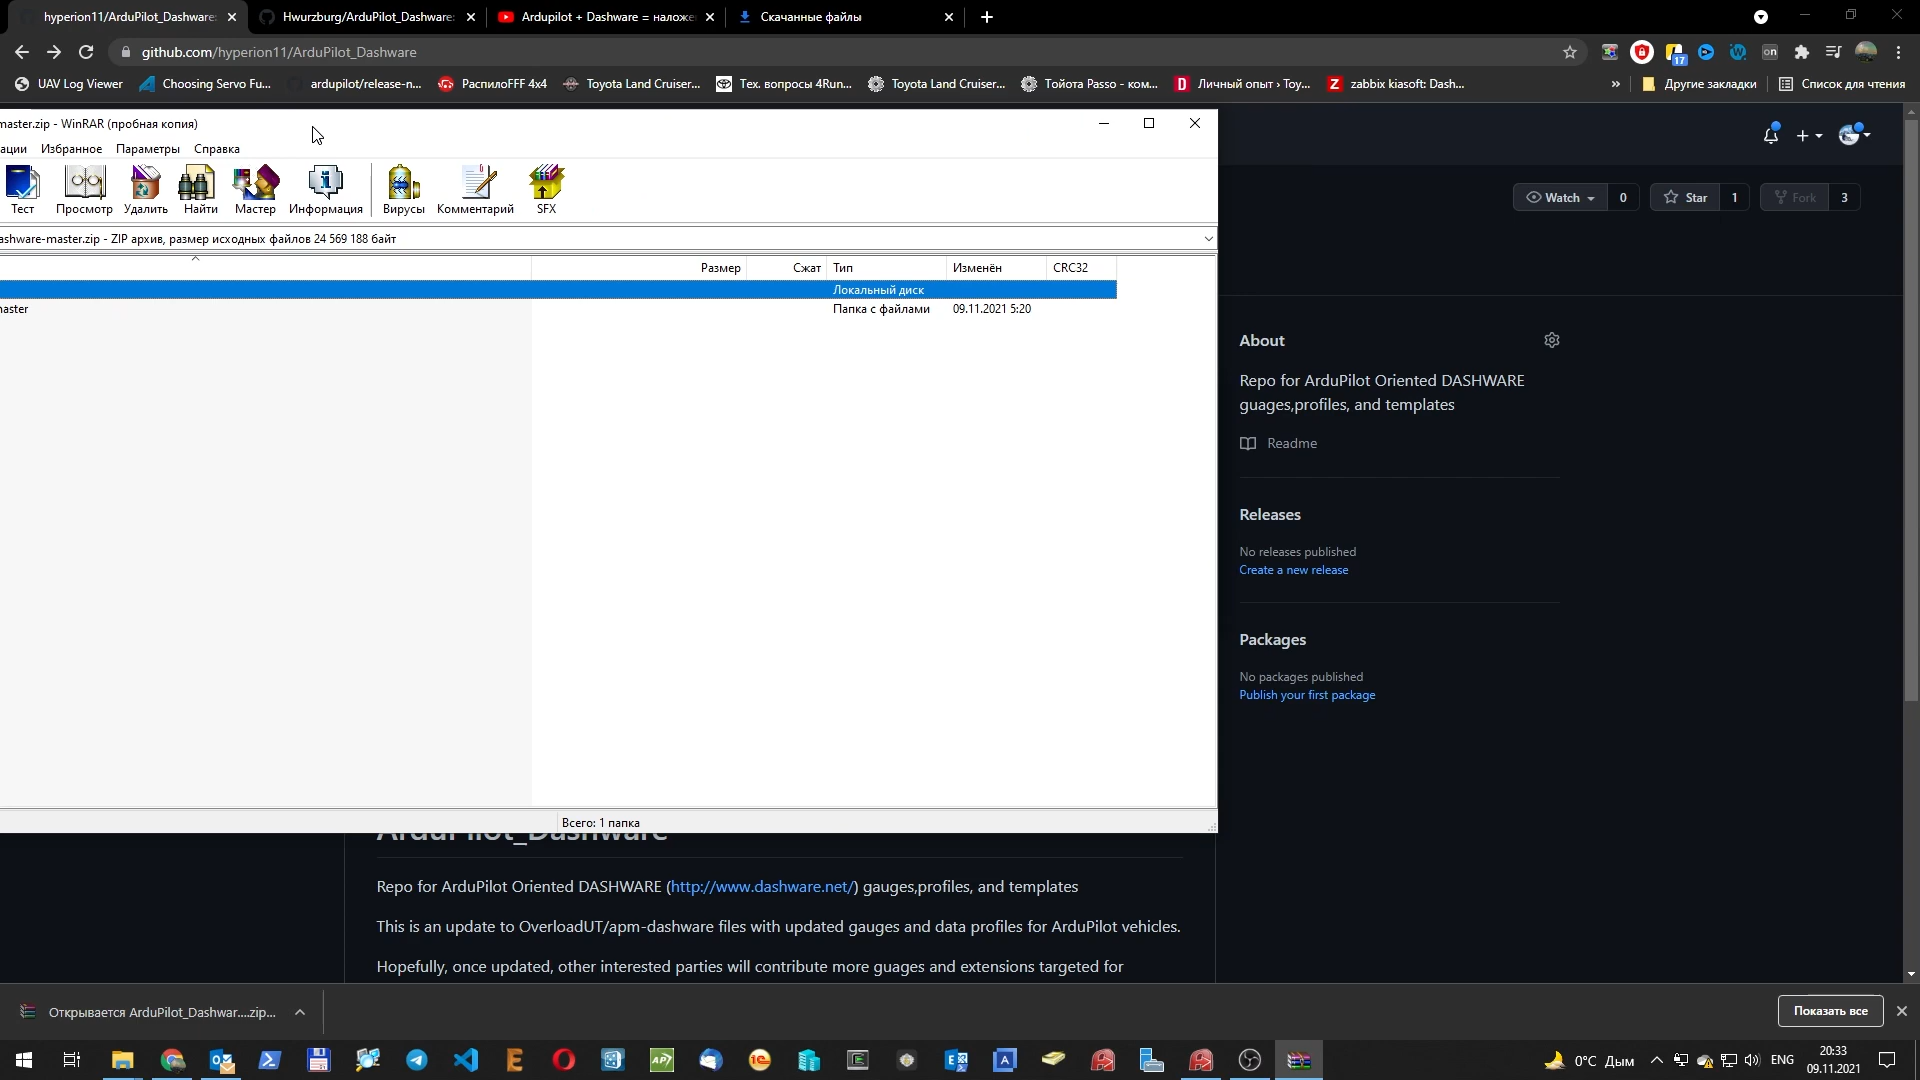 hyperion11/ArduPilot_Dashware:
Hwurzburg/ArduPilot_Dashware:
Ardupilot + Dashware = наложе
Скачанные файлы
github.com/hyperion11/ArduPilot_Dashware
17
on
UAV Log Viewer
Choosing Servo Fu...
ardupilot/release-n...
РаспилоFFF 4x4
Toyota Land Cruiser...
Тех. вопросы 4Run...
Toyota Land Cruiser...
Тойота Passo - ком...
Личный опыт › Toy...
zabbix kiasoft: Dash...
»
Другие закладки
Список для чтения
master.zip - WinRAR (пробная копия)
ации Избранное Параметры Справка
Тест Просмотр Удалить Найти Мастер Информация Вирусы Комментарий SFX
ashware-master.zip - ZIP архив, размер исходных файлов 24 569 188 байт
Размер Сжат Тип Изменён CRC32
Локальный диск
master Папка с файлами 09.11.2021 5:20
Всего: 1 папка
Watch 0
Star 1
Fork 3
About
Repo for ArduPilot Oriented DASHWARE
guages,profiles, and templates
Readme
Releases
No releases published
Create a new release
Packages
No packages published
Publish your first package
ArduPilot_Dashware
Repo for ArduPilot Oriented DASHWARE (http://www.dashware.net/) gauges,profiles, and templates
This is an update to OverloadUT/apm-dashware files with updated gauges and data profiles for ArduPilot vehicles.
Hopefully, once updated, other interested parties will contribute more guages and extensions targeted for
Открывается ArduPilot_Dashwar....zip...
Показать все
0°C Дым
ENG
20:33
09.11.2021